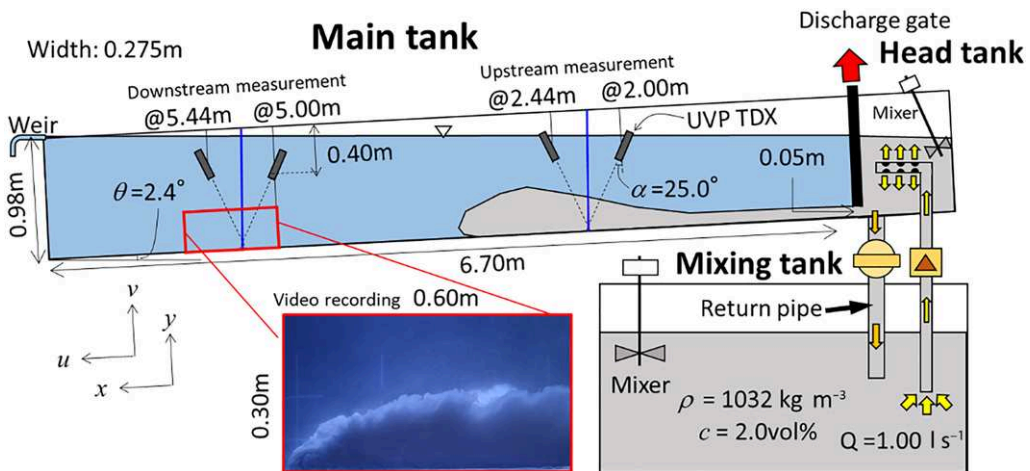 Discharge gate
Head tank
Main tank
Width: 0.275m
Mixer
Downstream measurement
@5.44m
@5.00m
Upstream measurement
@2.44m
@2.00m
UVP TDX
Weir
0.40m
0.05m
θ=2.4°
α=25.0°
0.98m
6.70m
Mixing tank
Video recording 0.60m
Return pipe
v
y
u
x
0.30m
Mixer
ρ = 1032 kg m⁻³
c = 2.0vol%
Q =1.00 l s⁻¹